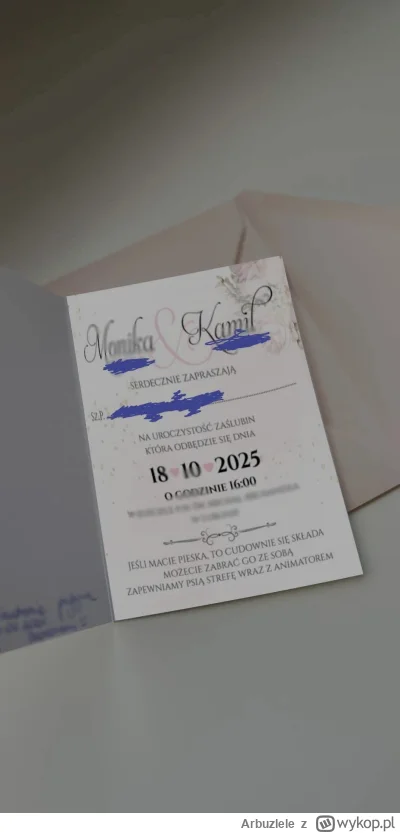 Monika & Kamil
SERDECZNIE ZAPRASZAJĄ
SZ.P.
NA UROCZYSTOŚĆ ZAŚLUBIN
KTÓRA ODBĘDZIE SIĘ DNIA
18 ♥ 10 ♥ 2025
O GODZINIE 16:00
JEŚLI MACIE PIESKA, TO CUDOWNIE SIĘ SKŁADA
MOŻECIE ZABRAĆ GO ZE SOBĄ
ZAPEWNIAMY PSIĄ STREFĘ WRAZ Z ANIMATOREM
Arbuzlele z wykop.pl